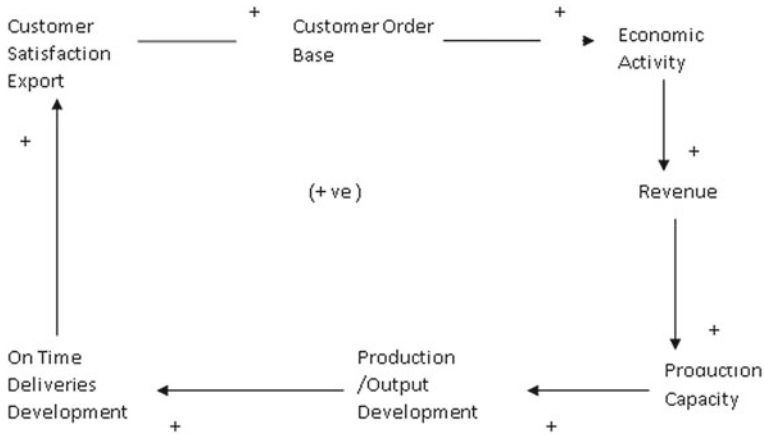 Customer
Satisfaction
Export
+
Customer Order
Base
+
Economic
Activity
+
Revenue
+
Production
Capacity
+
Production
/Output
Development
+
On Time
Deliveries
Development
+
(+ ve)